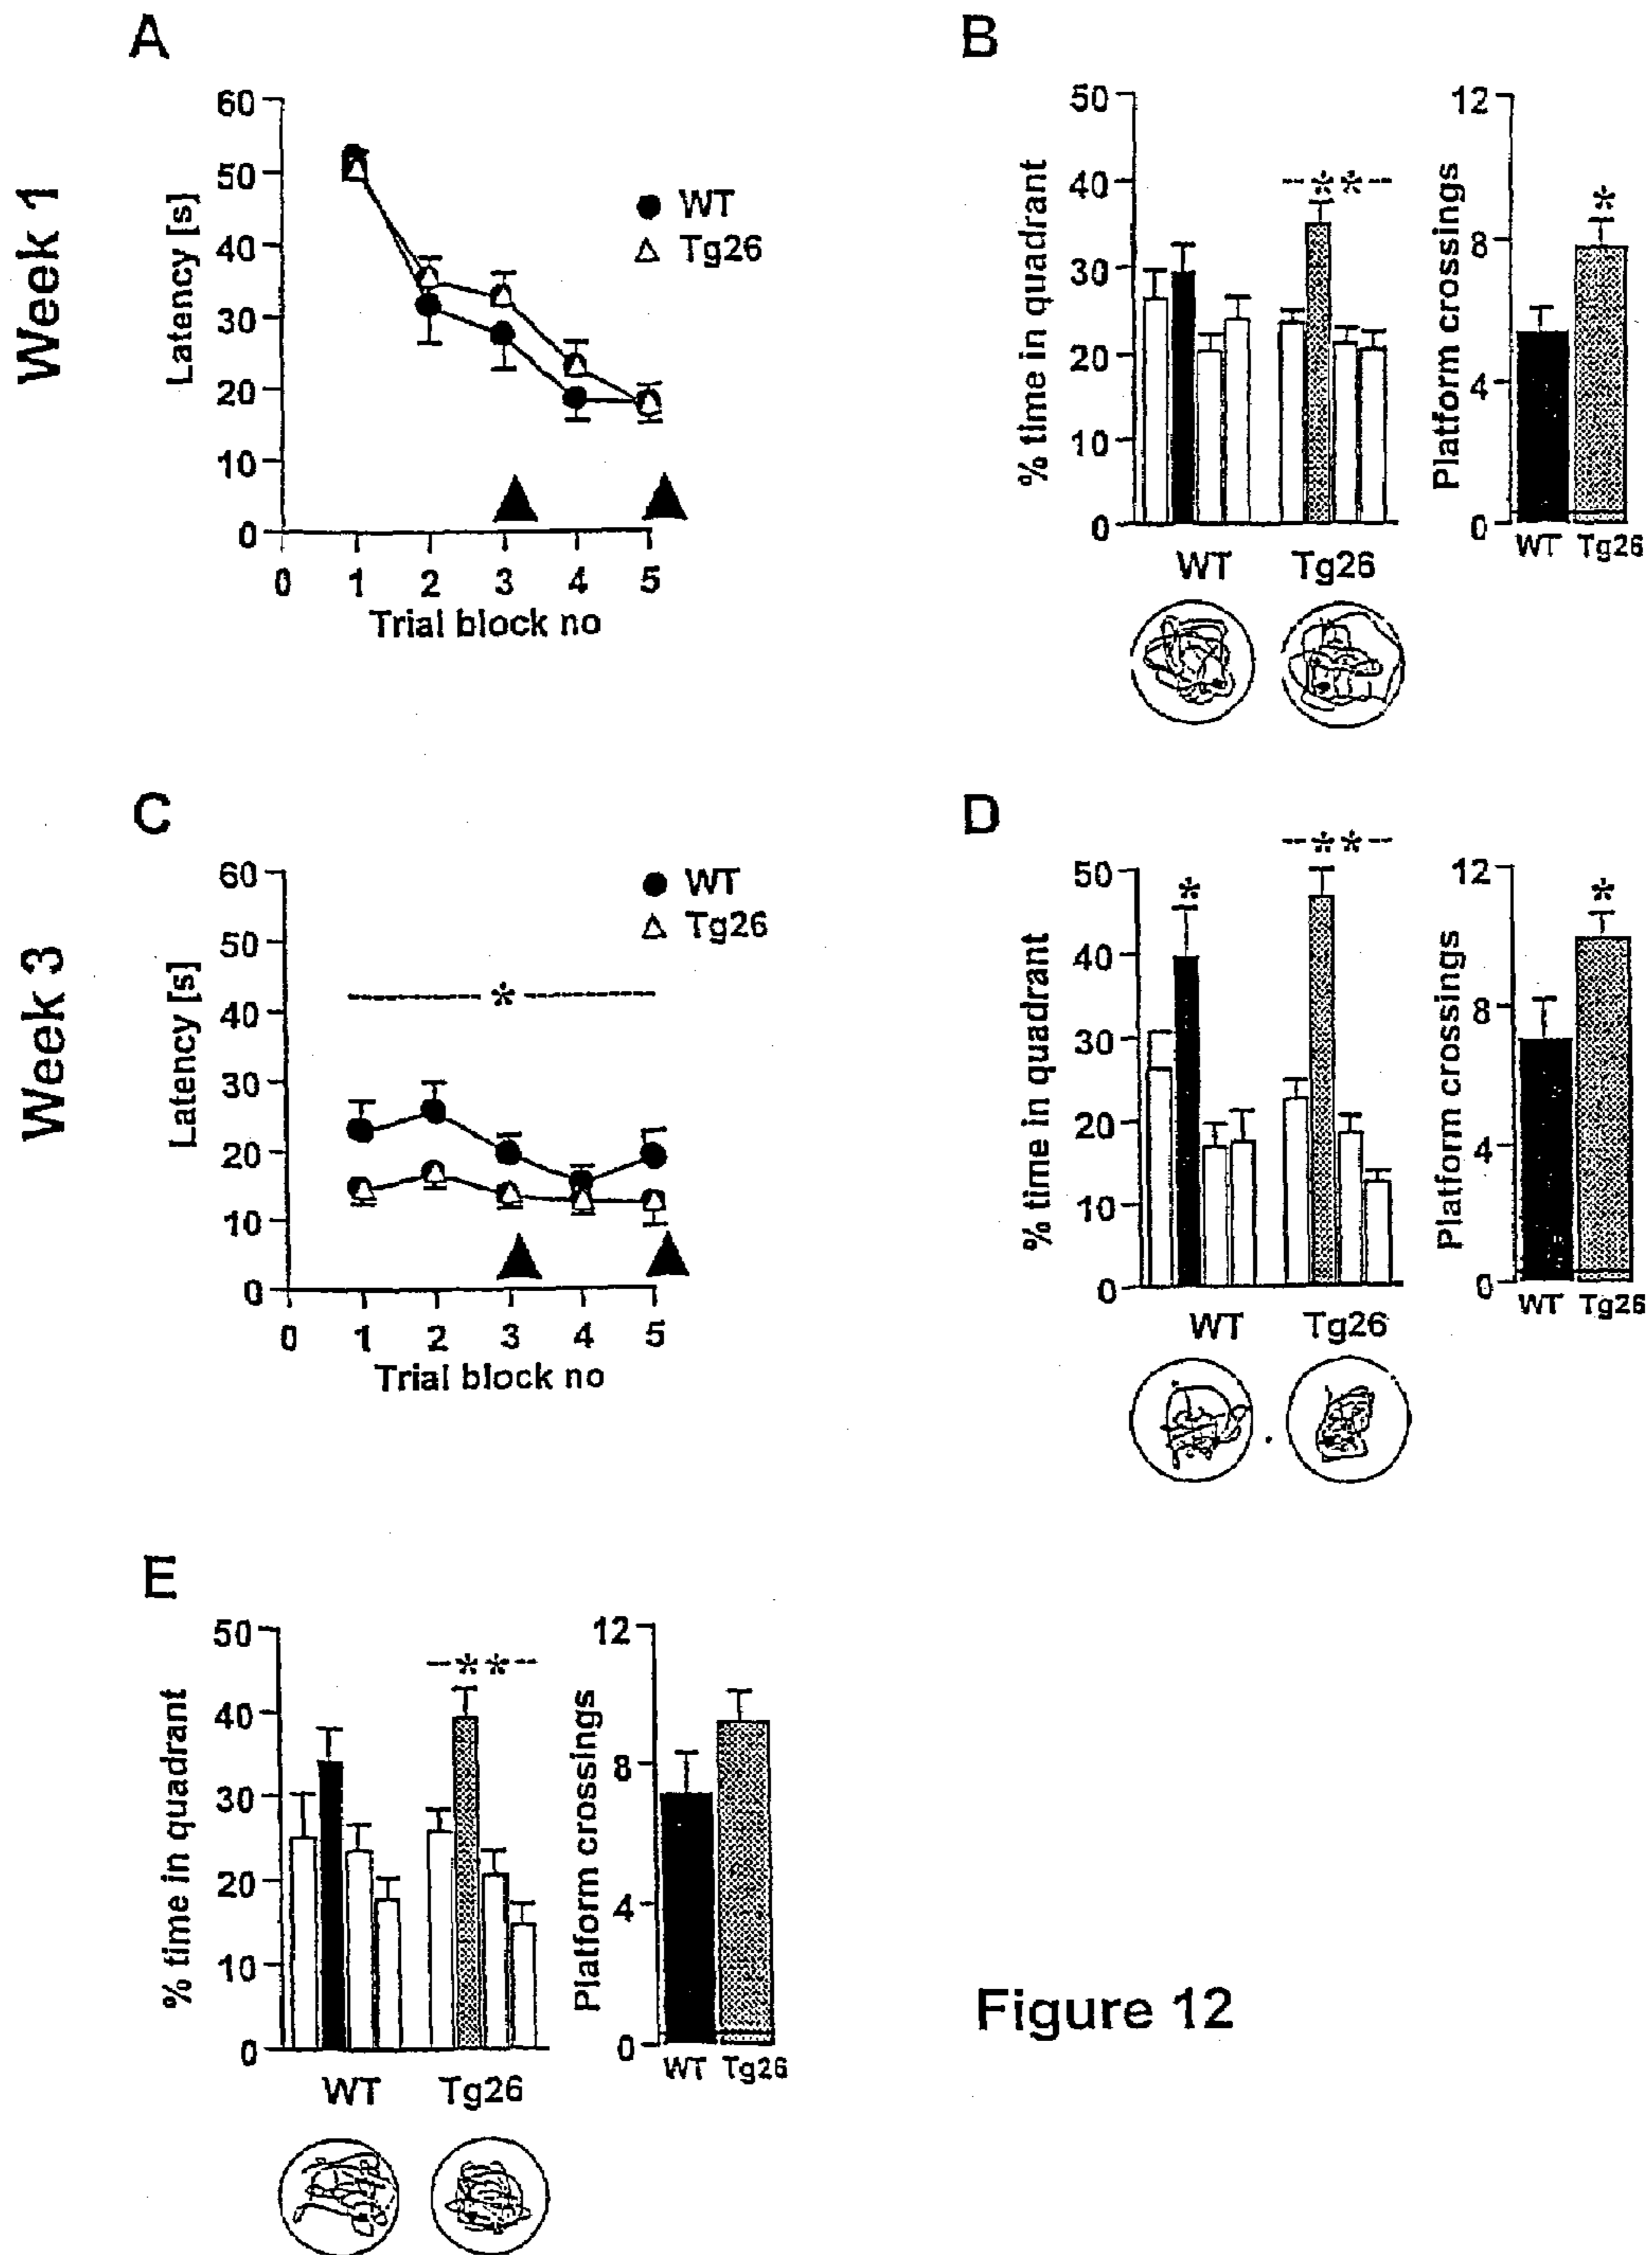 Week 1
A
60
50
40
30
20
10
0
Latency [s]
WT
Tg26
0 1 2 3 4 5
Trial block no
B
50
40
30
20
10
0
% time in quadrant
--**--
WT Tg26
12
8
4
0
Platform crossings
*
WT Tg26
Week 3
C
60
50
40
30
20
10
0
Latency [s]
WT
Tg26
*
0 1 2 3 4 5
Trial block no
D
50
40
30
20
10
0
% time in quadrant
*
--**--
WT Tg26
12
8
4
0
Platform crossings
*
WT Tg26
E
50
40
30
20
10
0
% time in quadrant
--**--
WT Tg26
12
8
4
0
Platform crossings
WT Tg26
Figure 12